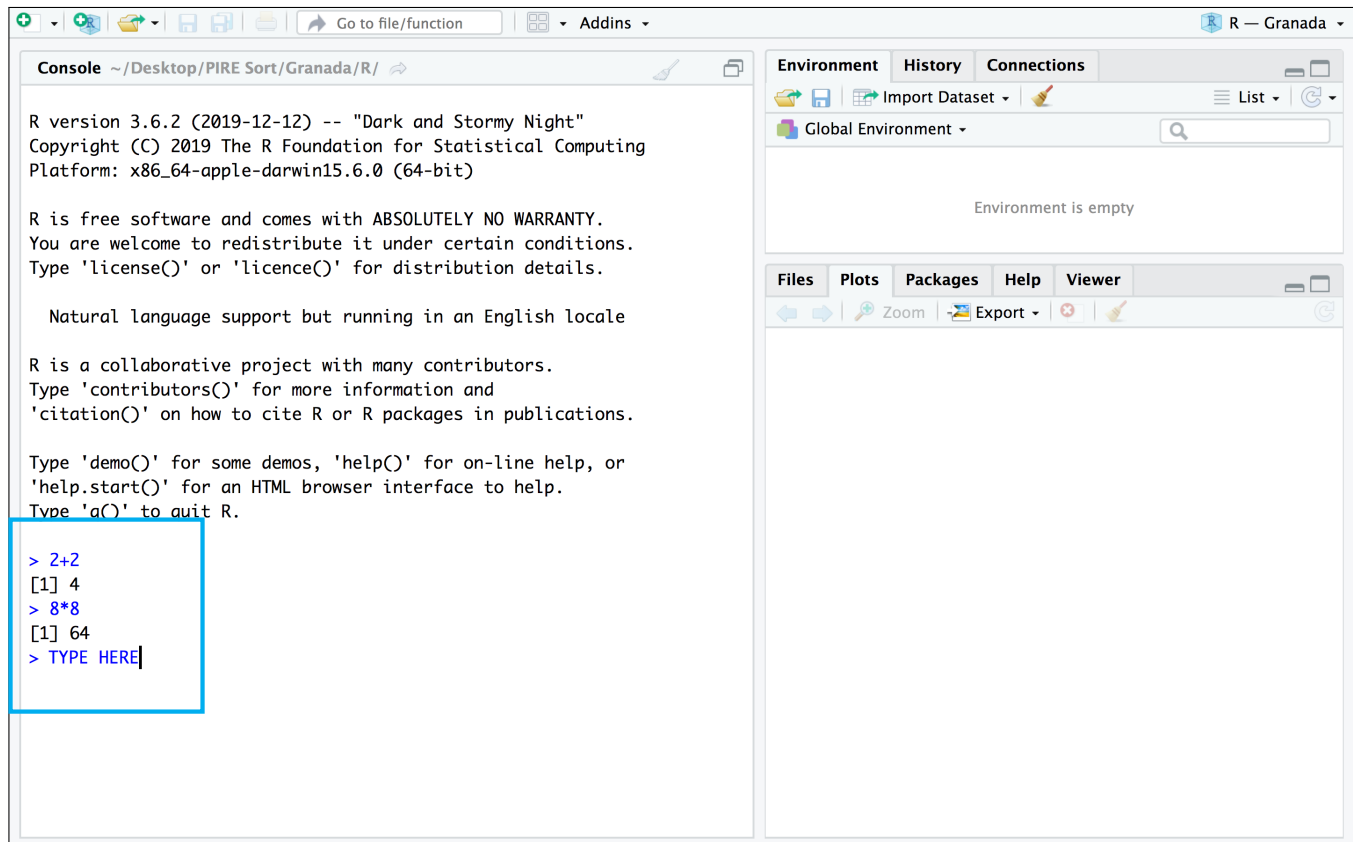 Go to file/function
Addins
R — Granada
Console ~/Desktop/PIRE Sort/Granada/R/
R version 3.6.2 (2019-12-12) -- "Dark and Stormy Night"
Copyright (C) 2019 The R Foundation for Statistical Computing
Platform: x86_64-apple-darwin15.6.0 (64-bit)
R is free software and comes with ABSOLUTELY NO WARRANTY.
You are welcome to redistribute it under certain conditions.
Type 'license()' or 'licence()' for distribution details.
Natural language support but running in an English locale
R is a collaborative project with many contributors.
Type 'contributors()' for more information and
'citation()' on how to cite R or R packages in publications.
Type 'demo()' for some demos, 'help()' for on-line help, or
'help.start()' for an HTML browser interface to help.
Type 'q()' to quit R.
> 2+2
[1] 4
> 8*8
[1] 64
> TYPE HERE
Environment History Connections
Import Dataset List
Global Environment
Environment is empty
Files Plots Packages Help Viewer
Zoom Export